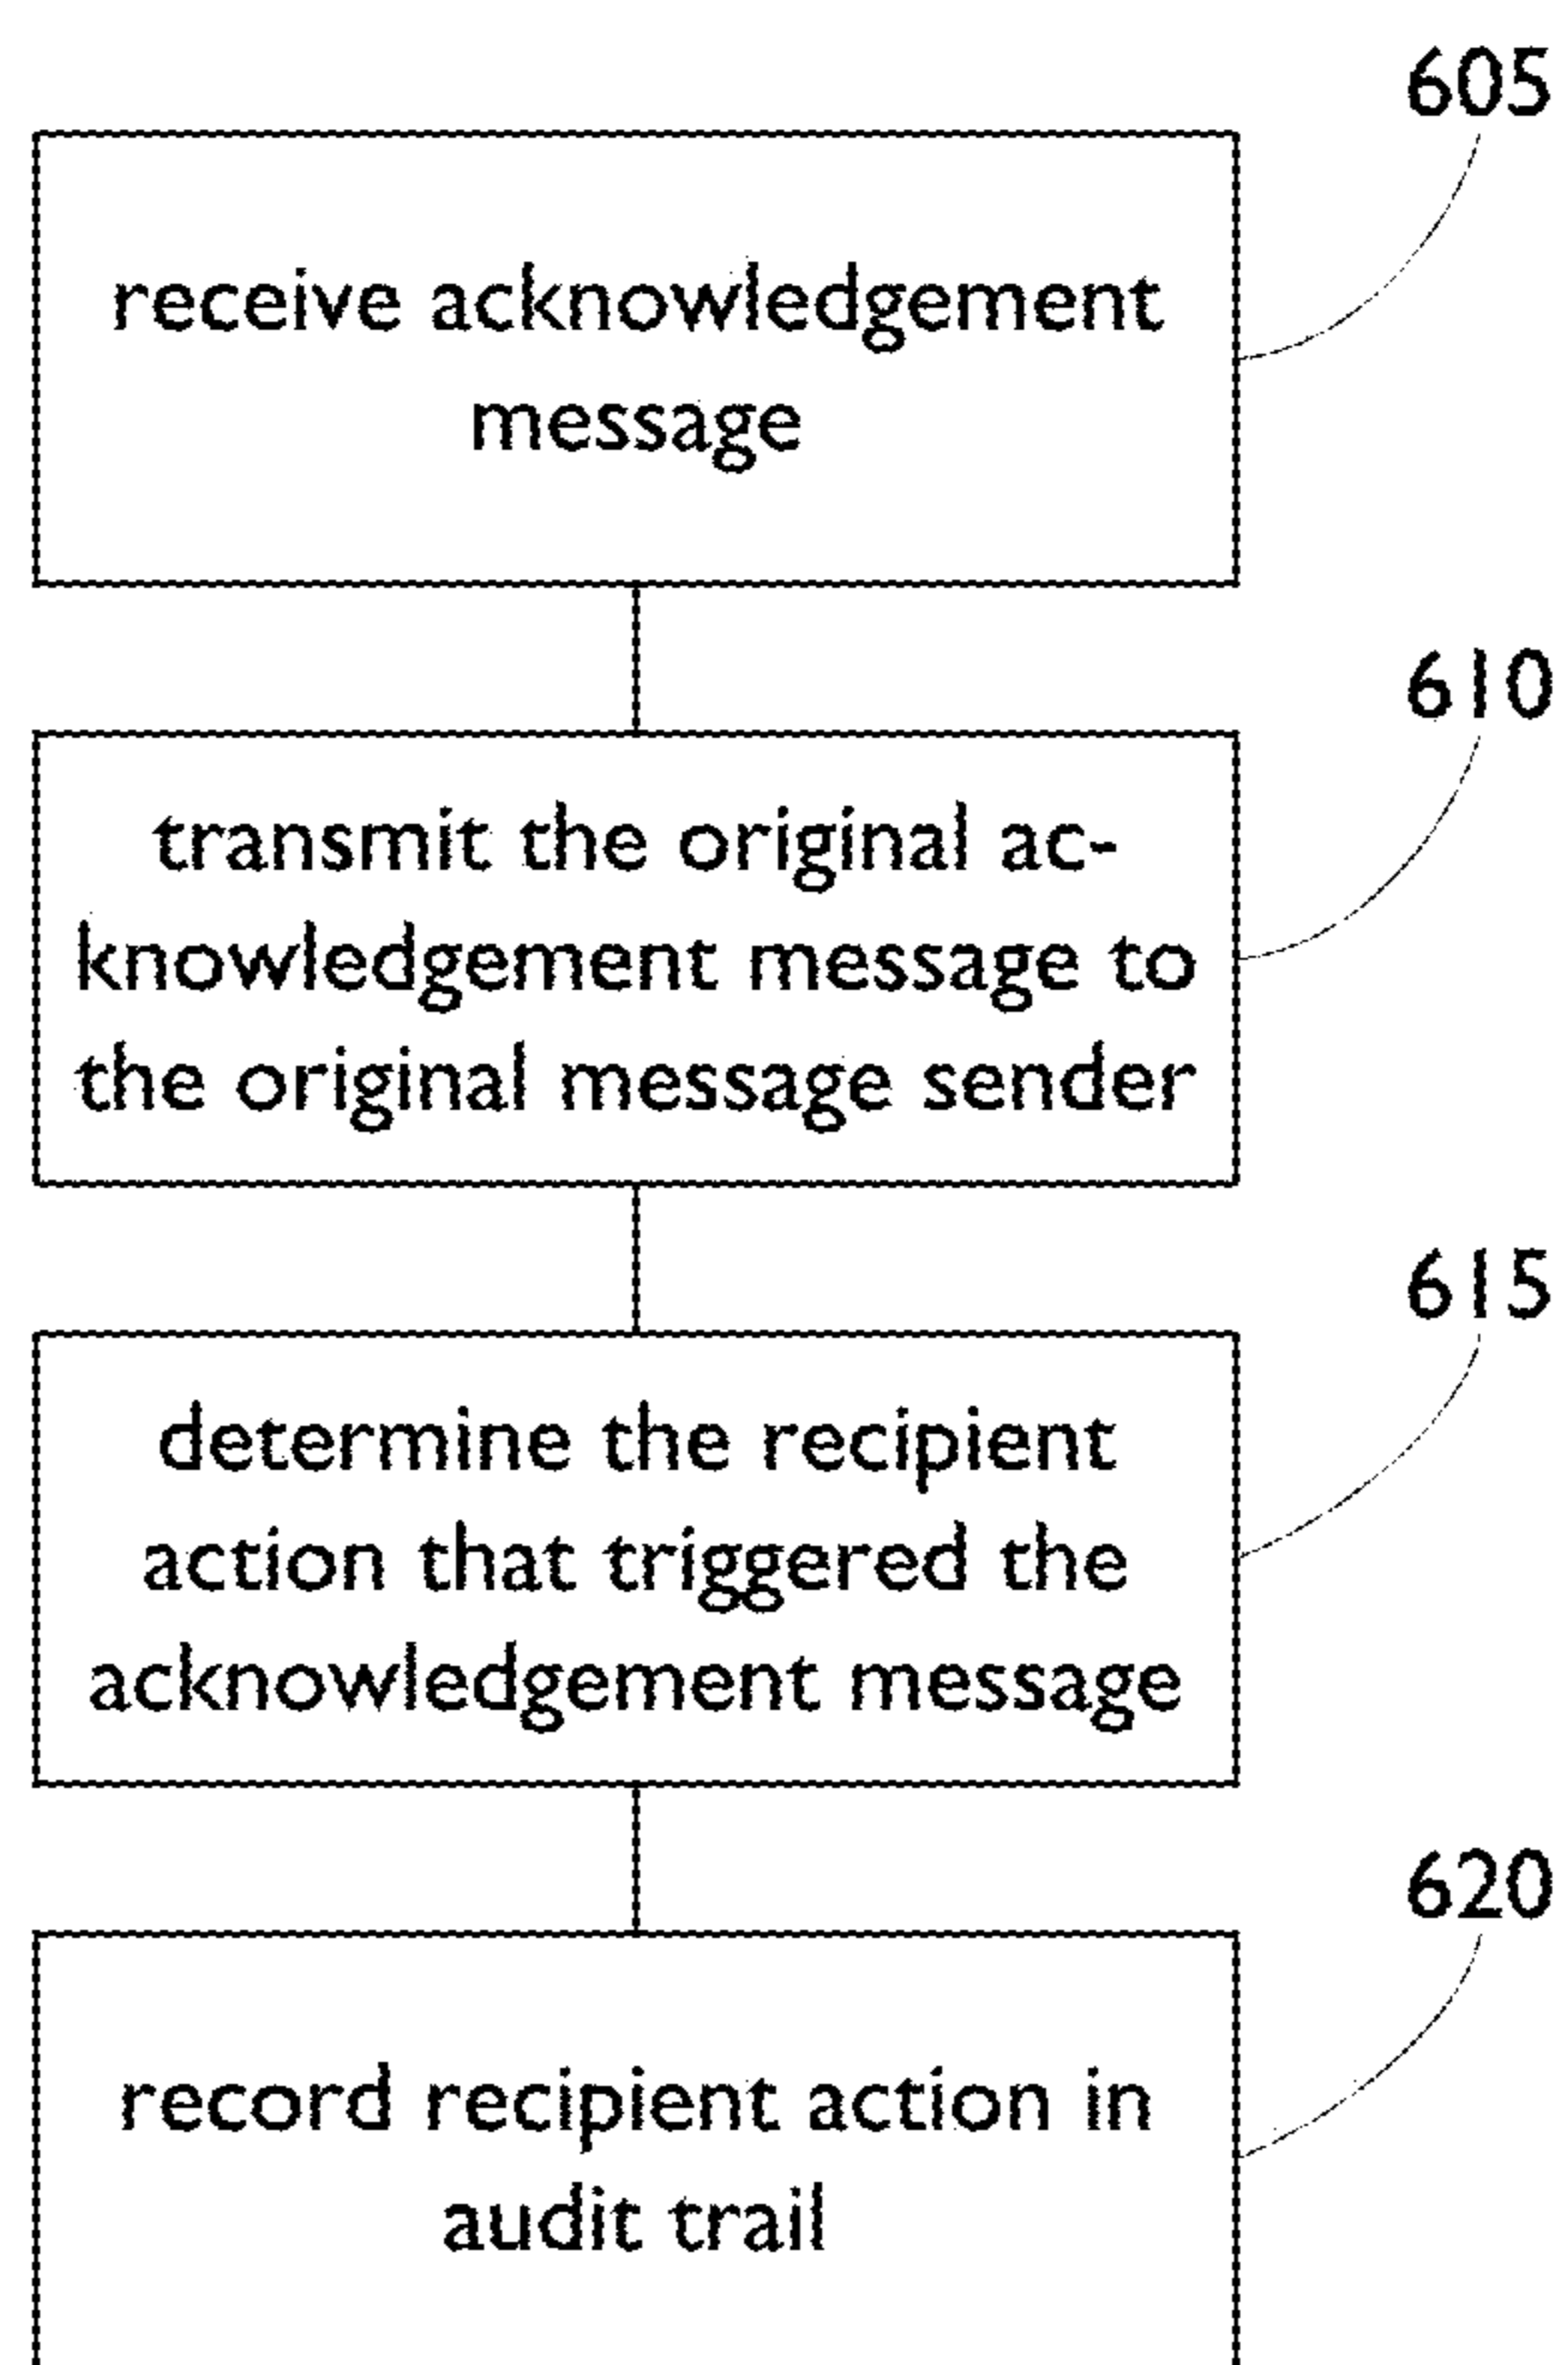 605
receive acknowledgement
message
610
transmit the original ac-
knowledgement message to
the original message sender
615
determine the recipient
action that triggered the
acknowledgement message
620
record recipient action in
audit trail